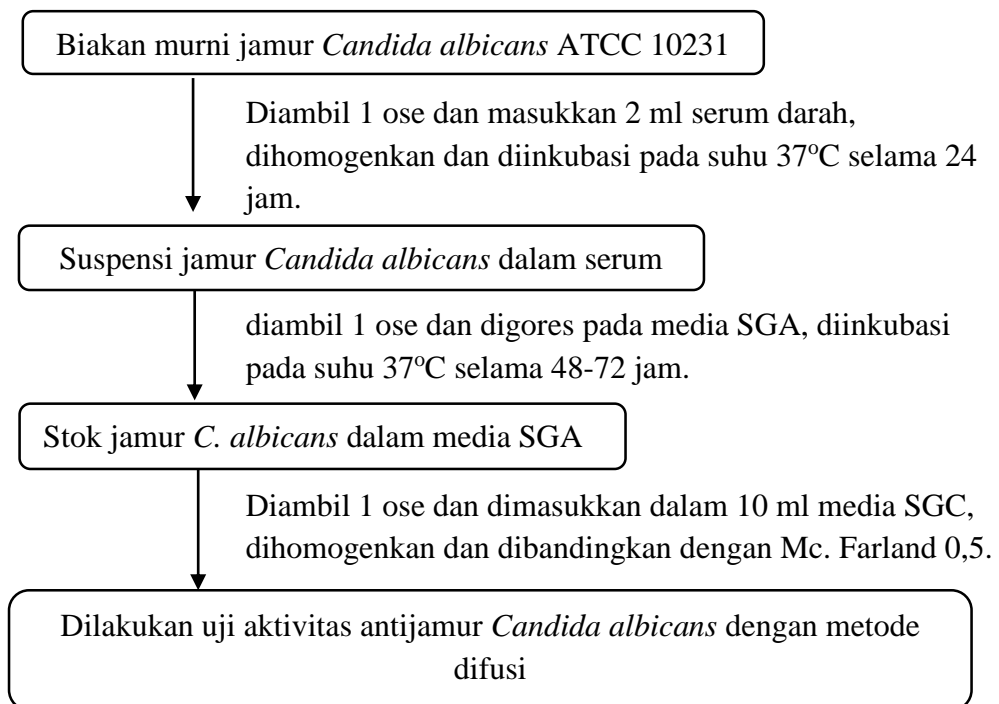 Biakan murni jamur Candida albicans ATCC 10231
Diambil 1 ose dan masukkan 2 ml serum darah,
dihomogenkan dan diinkubasi pada suhu 37°C selama 24
jam.
Suspensi jamur Candida albicans dalam serum
diambil 1 ose dan digores pada media SGA, diinkubasi
pada suhu 37°C selama 48-72 jam.
Stok jamur C. albicans dalam media SGA
Diambil 1 ose dan dimasukkan dalam 10 ml media SGC,
dihomogenkan dan dibandingkan dengan Mc. Farland 0,5.
Dilakukan uji aktivitas antijamur Candida albicans dengan metode
difusi